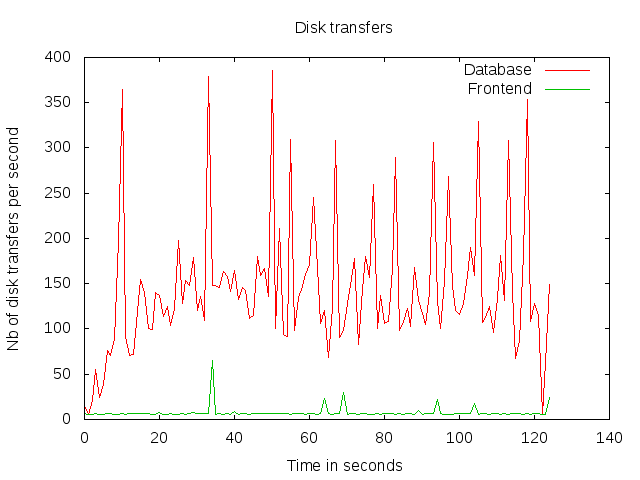 Disk transfers
Database
Frontend
400
350
300
250
200
150
100
50
0
Nb of disk transfers per second
0 20 40 60 80 100 120 140
Time in seconds